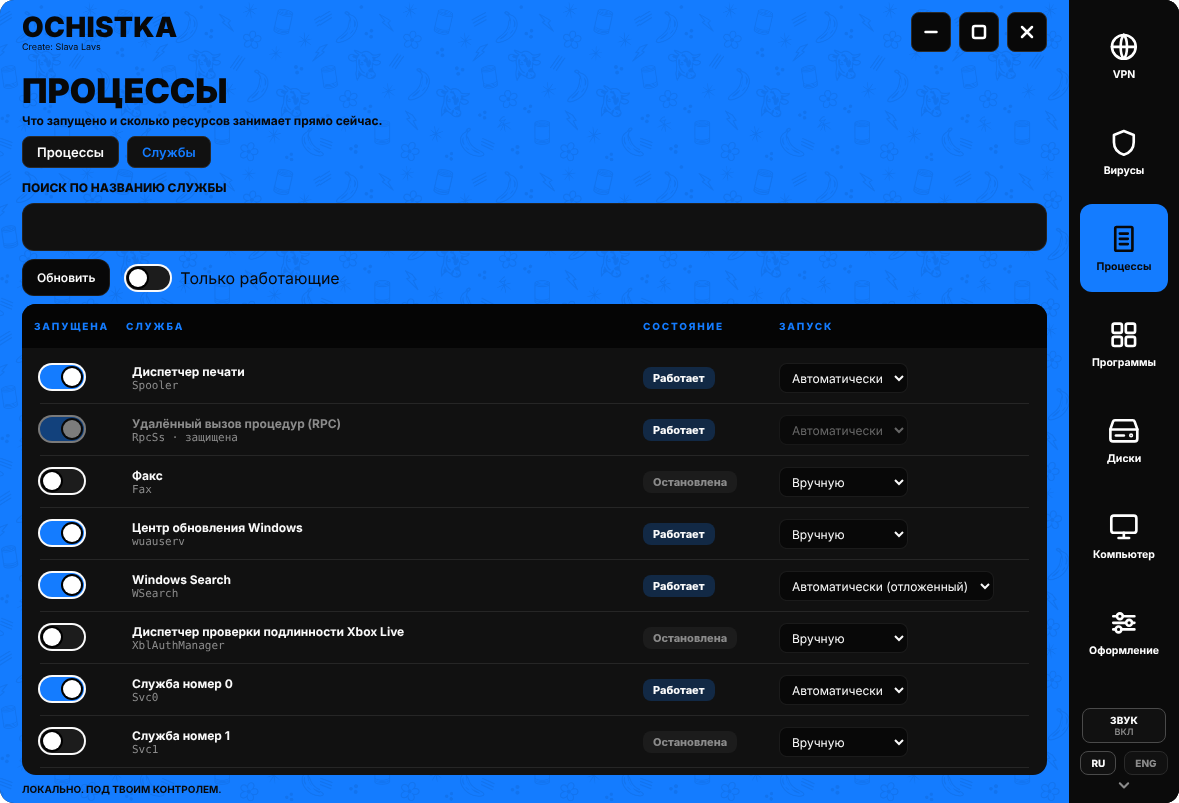 OCHISTKA
Create: Slava Lavs
ПРОЦЕССЫ
Что запущено и сколько ресурсов занимает прямо сейчас.
Процессы
Службы
ПОИСК ПО НАЗВАНИЮ СЛУЖБЫ
Обновить
Только работающие
ЗАПУЩЕНА СЛУЖБА СОСТОЯНИЕ ЗАПУСК
Диспетчер печати
Spooler
Работает
Автоматически
Удалённый вызов процедур (RPC)
RpcSs · защищена
Работает
Автоматически
Факс
Fax
Остановлена
Вручную
Центр обновления Windows
wuauserv
Работает
Вручную
Windows Search
WSearch
Работает
Автоматически (отложенный)
Диспетчер проверки подлинности Xbox Live
XblAuthManager
Остановлена
Вручную
Служба номер 0
Svc0
Работает
Автоматически
Служба номер 1
Svc1
Остановлена
Вручную
ЛОКАЛЬНО. ПОД ТВОИМ КОНТРОЛЕМ.
VPN
Вирусы
Процессы
Программы
Диски
Компьютер
Оформление
ЗВУК
ВКЛ
RU
ENG